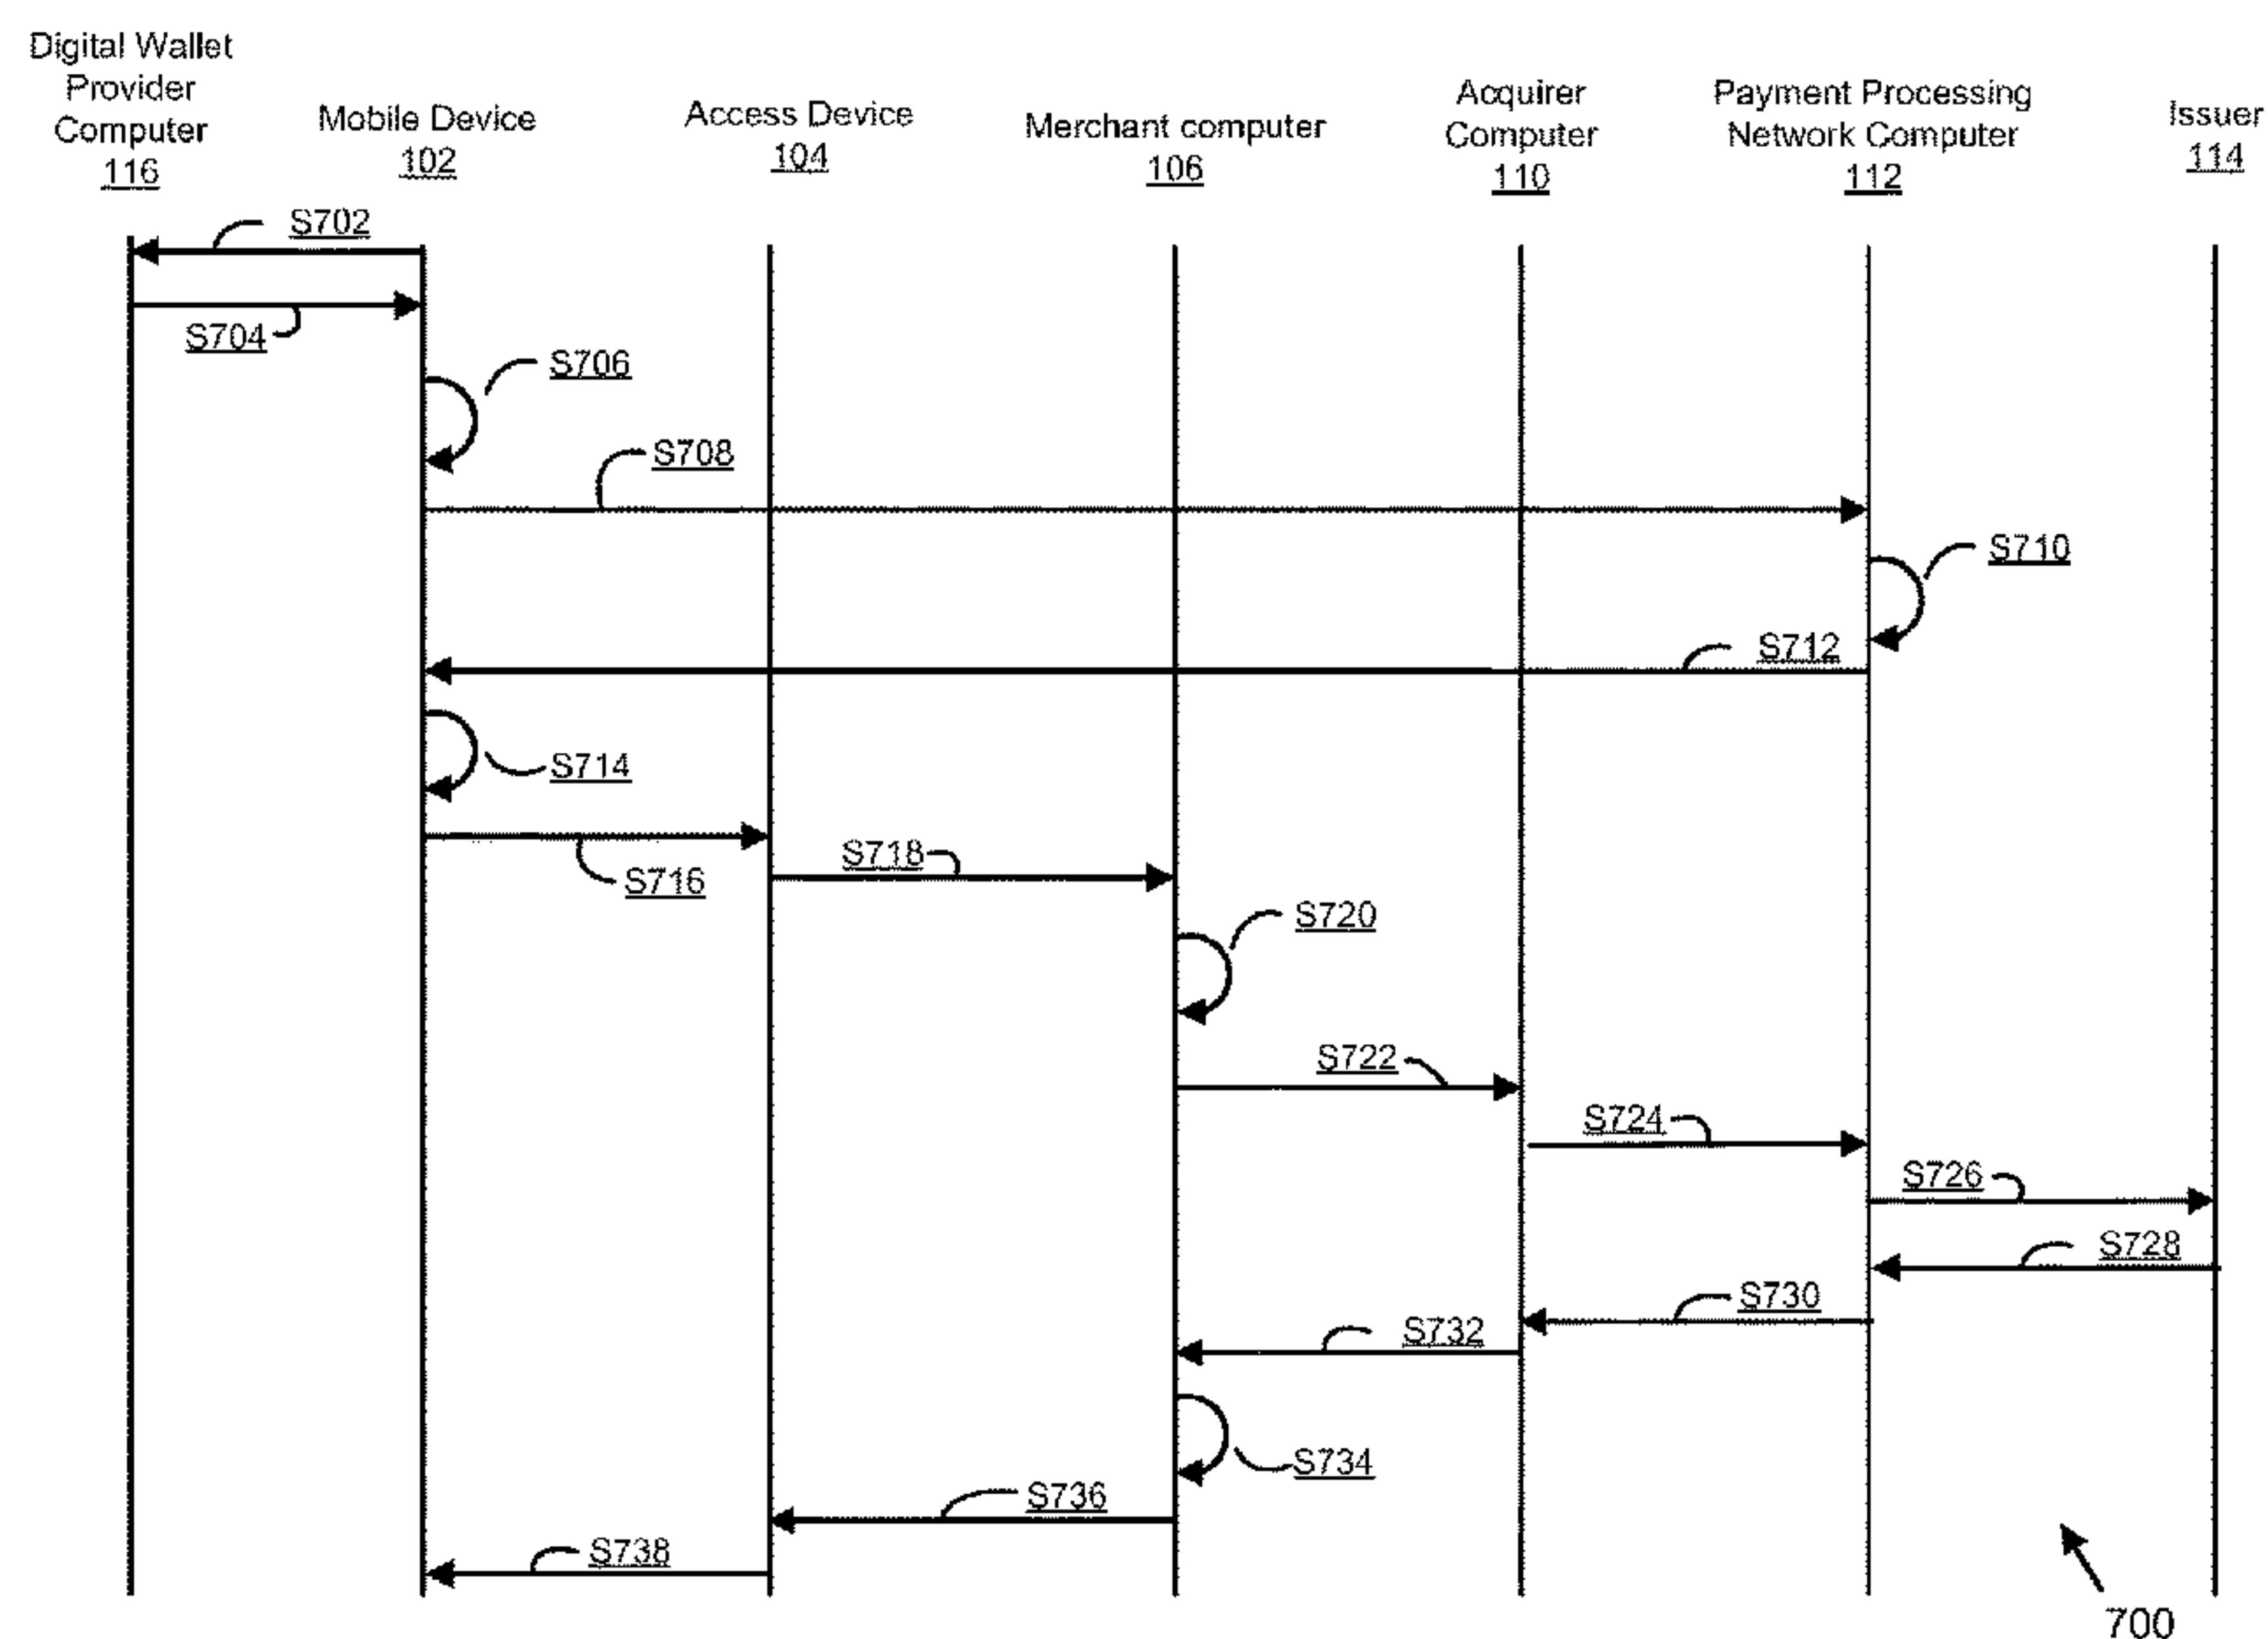 Digital Wallet
Provider
Computer
116
Mobile Device
102
Access Device
104
Merchant computer
106
Acquirer
Computer
110
Payment Processing
Network Computer
112
Issuer
114
S702
S704
S706
S708
S710
S712
S714
S716
S718
S720
S722
S724
S726
S728
S730
S732
S734
S736
S738
700